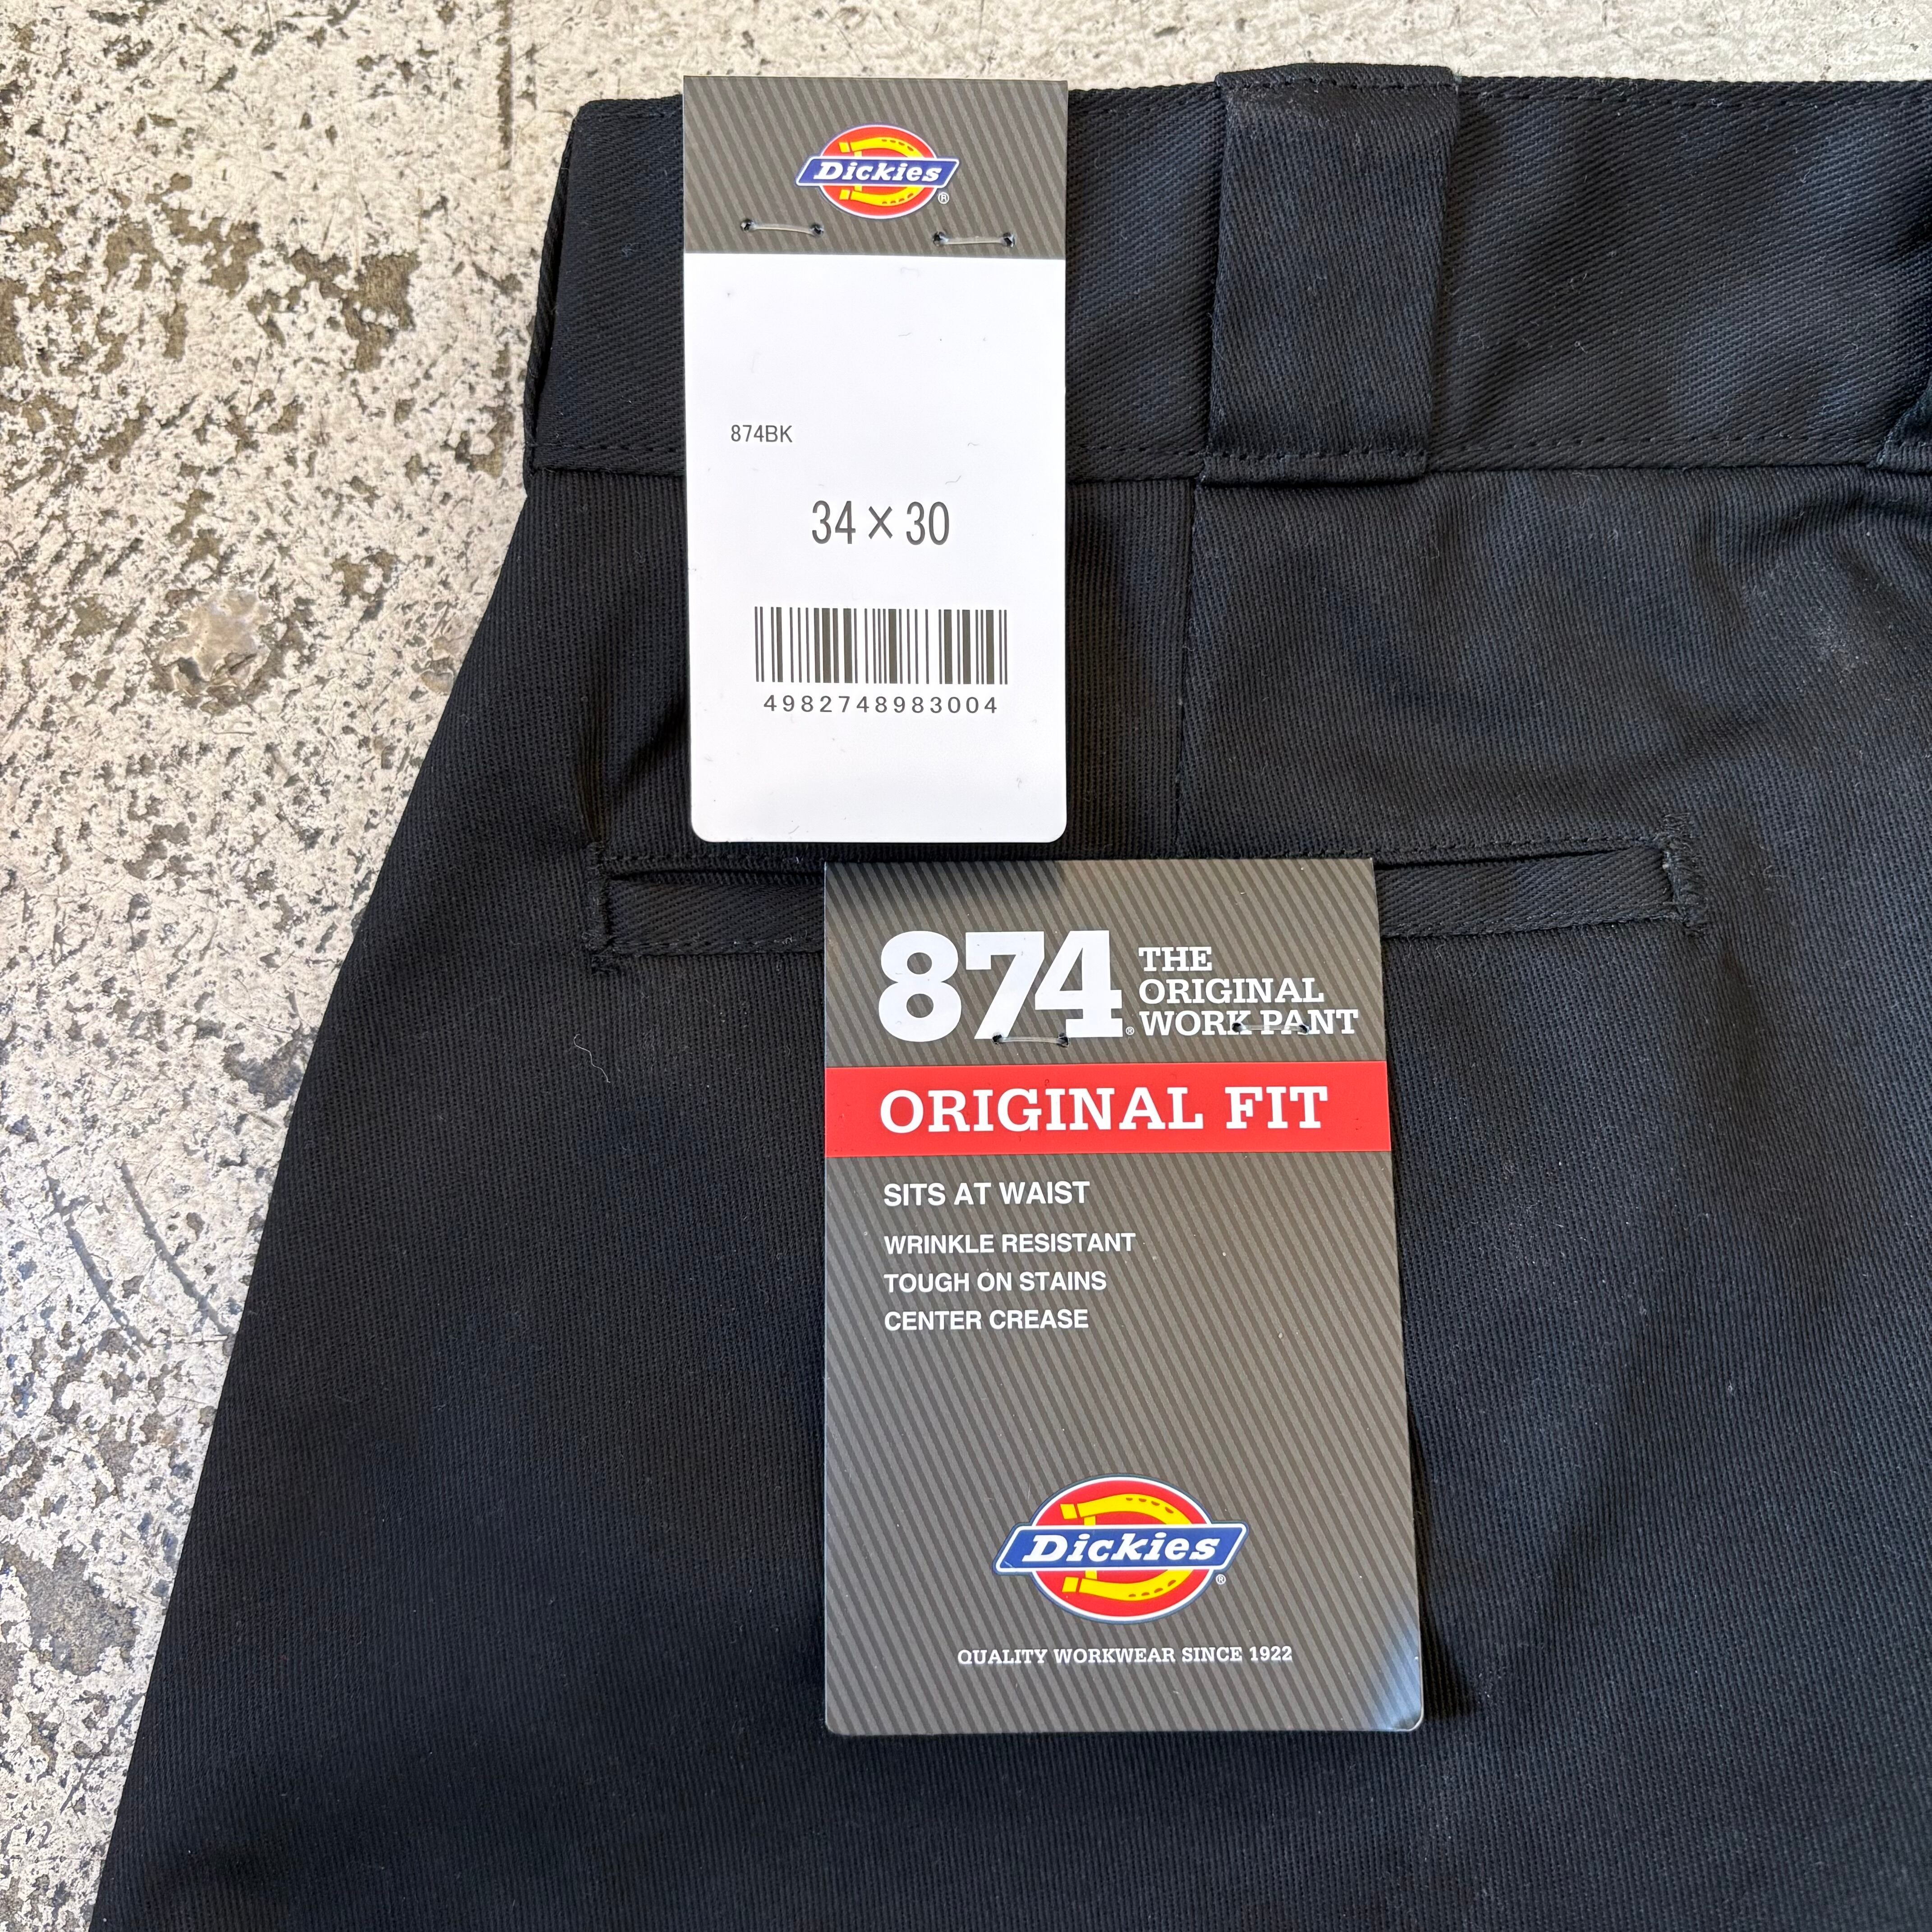 Dickies
®
874BK
34×30
4982748983004
874® THE
ORIGINAL
WORK PANT
ORIGINAL FIT
SITS AT WAIST
WRINKLE RESISTANT
TOUGH ON STAINS
CENTER CREASE
Dickies
®
QUALITY WORKWEAR SINCE 1922